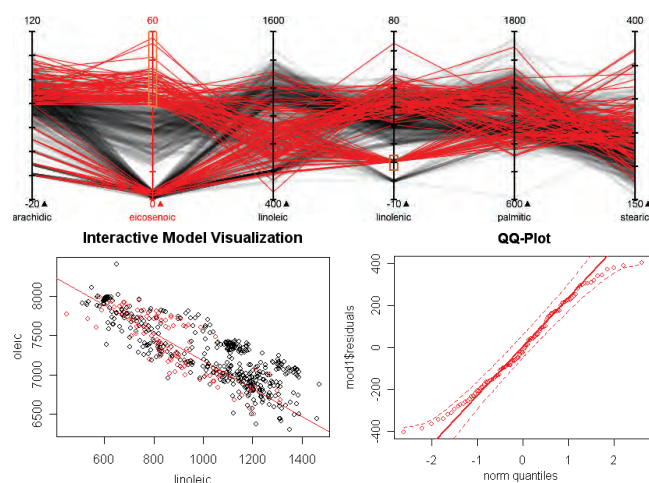 120 60 1600 80 1800 400
-20▲ 0▲ 400▲ -10▲ 600▲ 150▲
arachidic eicosenoic linoleic linolenic palmitic stearic
Interactive Model Visualization
oleic
8000
7500
7000
6500
600 800 1000 1200 1400
linoleic
QQ-Plot
mod1$residuals
400
200
0
-200
-400
-2 -1 0 1 2 3
norm quantiles